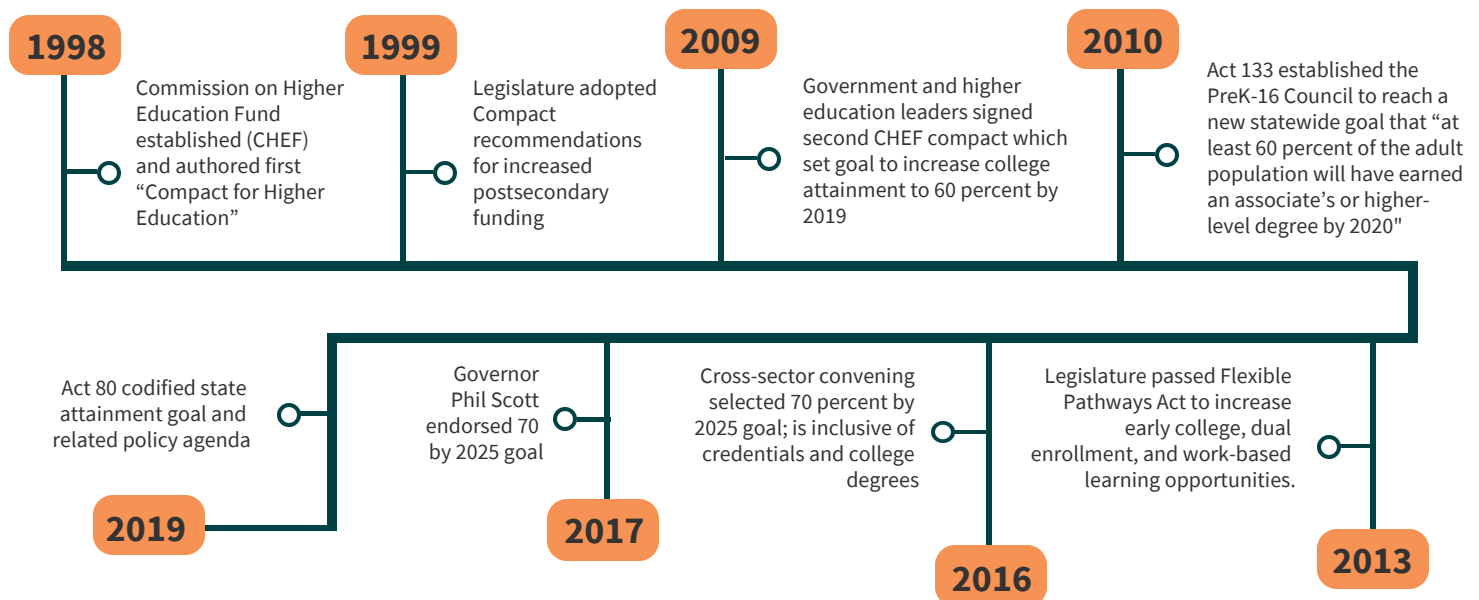 1998
Commission on Higher
Education Fund
established (CHEF)
and authored first
“Compact for Higher
Education”
1999
Legislature adopted
Compact
recommendations
for increased
postsecondary
funding
2009
Government and higher
education leaders signed
second CHEF compact which
set goal to increase college
attainment to 60 percent by
2019
2010
Act 133 established the
PreK-16 Council to reach a
new statewide goal that “at
least 60 percent of the adult
population will have earned
an associate’s or higher-
level degree by 2020"
Legislature passed Flexible
Pathways Act to increase
early college, dual
enrollment, and work-based
learning opportunities.
2013
Cross-sector convening
selected 70 percent by
2025 goal; is inclusive of
credentials and college
degrees
2016
Governor
Phil Scott
endorsed 70
by 2025 goal
2017
Act 80 codified state
attainment goal and
related policy agenda
2019